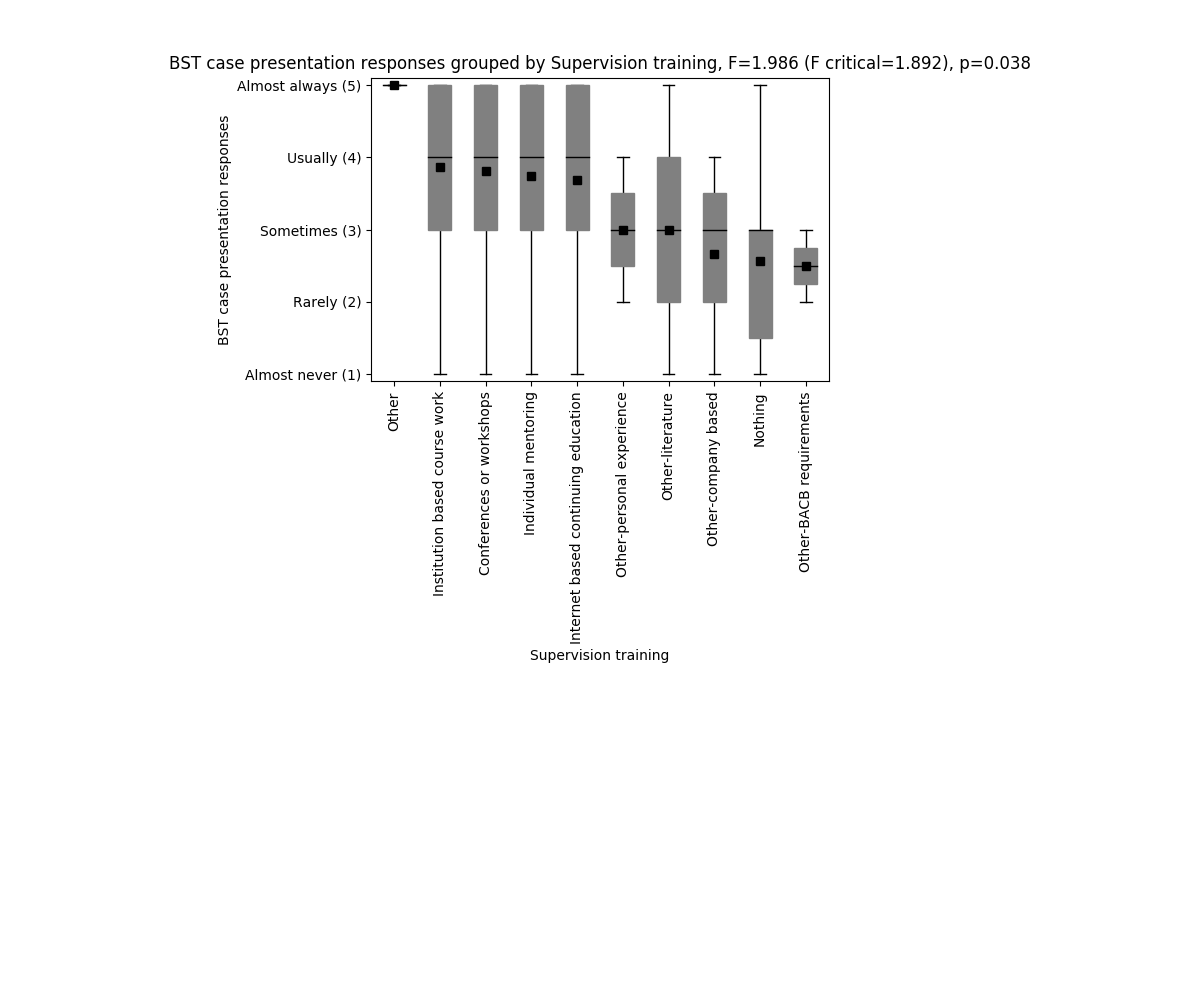 BST case presentation responses grouped by Supervision training, F=1.986 (F critical=1.892), p=0.038
BST case presentation responses
Almost always (5)
Usually (4)
Sometimes (3)
Rarely (2)
Almost never (1)
Other
Institution based course work
Conferences or workshops
Individual mentoring
Internet based continuing education
Other-personal experience
Other-literature
Other-company based
Nothing
Other-BACB requirements
Supervision training